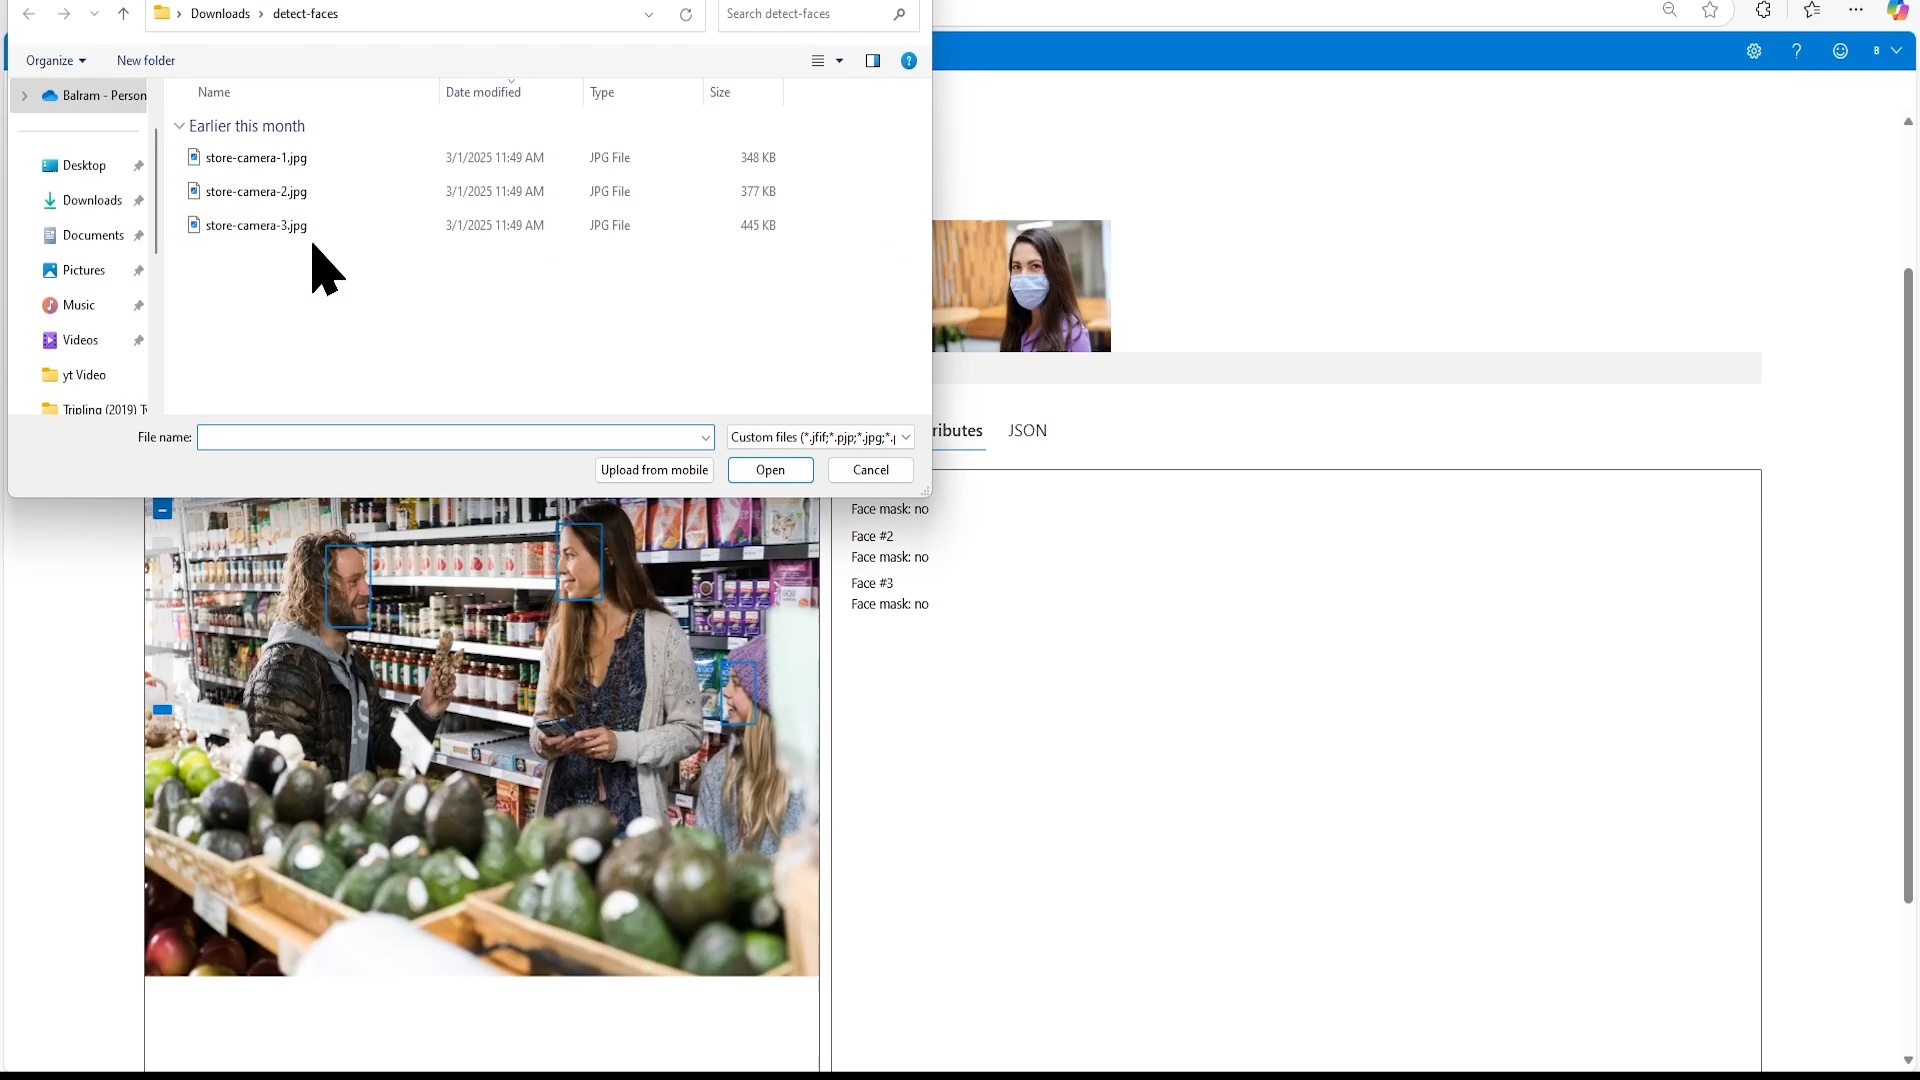 Downloads > detect-faces
Search detect-faces
Organize
New folder
B
Balram - Person
Name
Date modified
Type
Size
Earlier this month
store-camera-1.jpg
3/1/2025 11:49 AM
JPG File
348 KB
Desktop
store-camera-2.jpg
3/1/2025 11:49 AM
JPG File
377 KB
Downloads
store-camera-3.jpg
3/1/2025 11:49 AM
JPG File
445 KB
Documents
Pictures
Music
Videos
yt Video
Tripling (2019) T
File name:
Custom files (*.jfif;*.pjp;*.jpg;*.p
ributes
JSON
Upload from mobile
Open
Cancel
Face mask: no
Face #2
Face mask: no
Face #3
Face mask: no